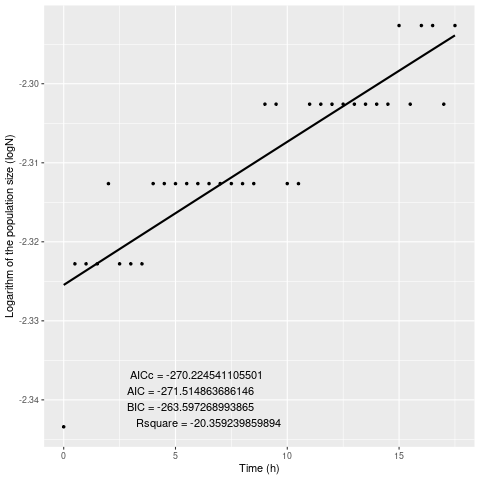 -2.30
-2.31
-2.32
-2.33
-2.34
Logarithm of the population size (logN)
AICc = -270.224541105501
AIC = -271.514863686146
BIC = -263.597268993865
Rsquare = -20.359239859894
0 5 10 15
Time (h)